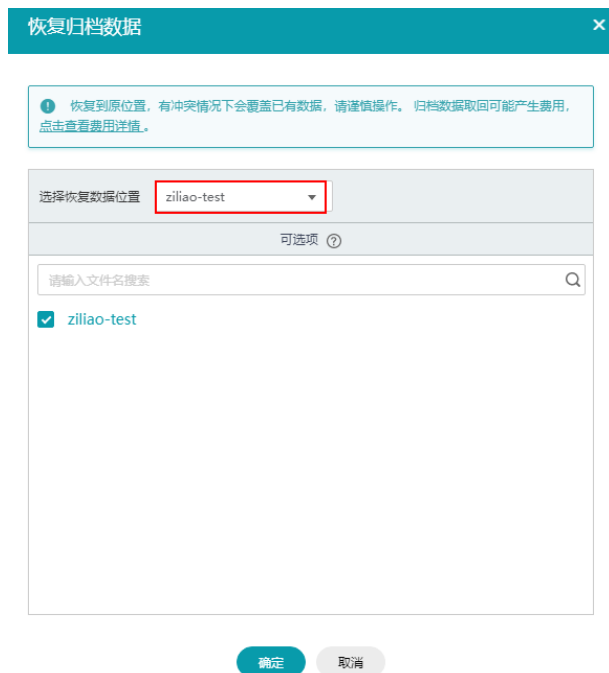 恢复归档数据
恢复到原位置，有冲突情况下会覆盖已有数据，请谨慎操作。 归档数据取回可能产生费用，
点击查看费用详情 。
选择恢复数据位置 ziliao-test
可选项
请输入文件名搜索
ziliao-test
确定 取消